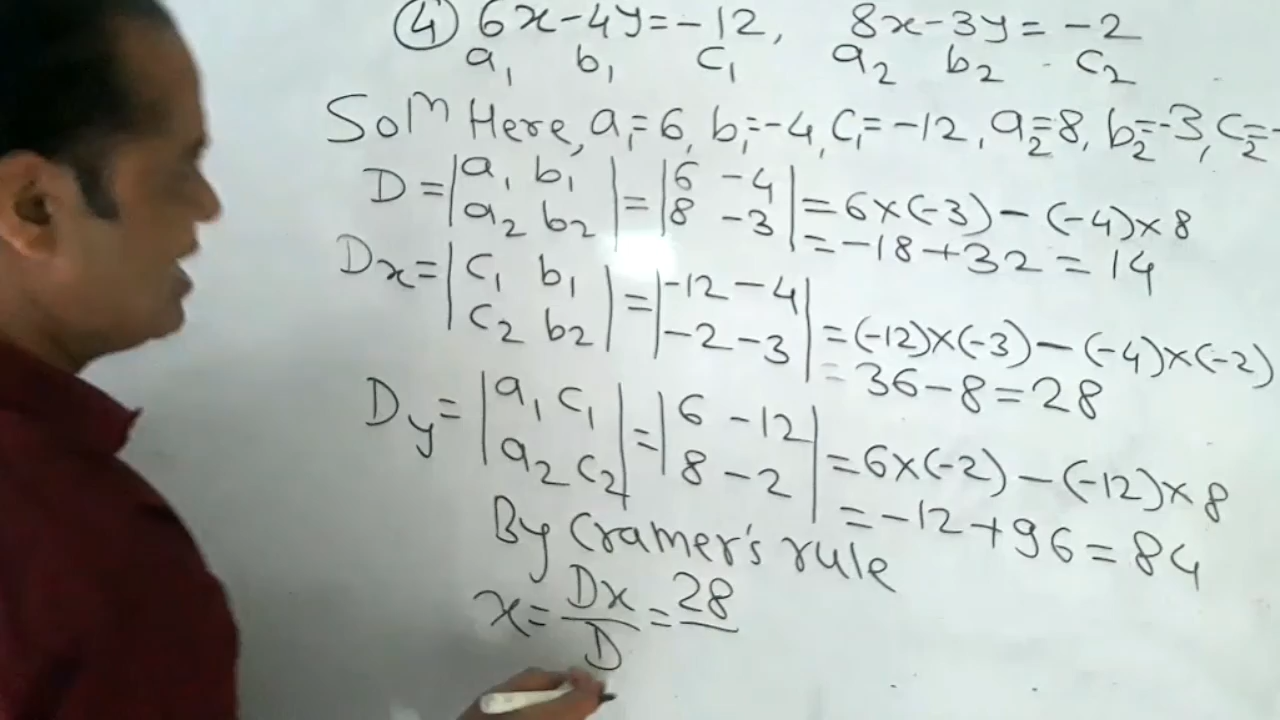 ④ 6x-4y=-12, 8x-3y=-2
a₁ b₁ c₁ a₂ b₂ c₂
Solⁿ Here, a₁=6, b₁=-4, c₁=-12, a₂=8, b₂=-3, c₂=-
D = |a₁ b₁| = |6 -4| = 6×(-3) - (-4)×8
|a₂ b₂| |8 -3| = -18+32 = 14
Dx = |c₁ b₁| = |-12 -4|
|c₂ b₂| |-2 -3| = (-12)×(-3) - (-4)×(-2)
= 36-8=28
Dy = |a₁ c₁| = |6 -12|
|a₂ c₂| |8 -2| = 6×(-2) - (-12)×8
= -12+96=84
By Cramer's rule
x = Dx/D = 28/